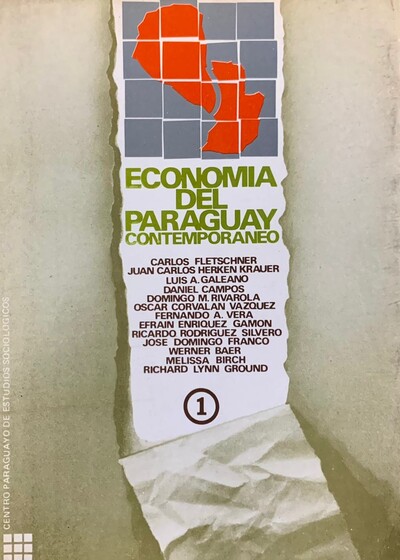 ECONOMIA
DEL
PARAGUAY
CONTEMPORANEO
CARLOS FLETSCHNER
JUAN CARLOS HERKEN KRAUER
LUIS A. GALEANO
DANIEL CAMPOS
DOMINGO M. RIVAROLA
OSCAR CORVALAN VAZQUEZ
FERNANDO A. VERA
EFRAIN ENRIQUEZ GAMON
RICARDO RODRIGUEZ SILVERO
JOSE DOMINGO FRANCO
WERNER BAER
MELISSA BIRCH
RICHARD LYNN GROUND
1
CENTRO PARAGUAYO DE ESTUDIOS SOCIOLOGICOS